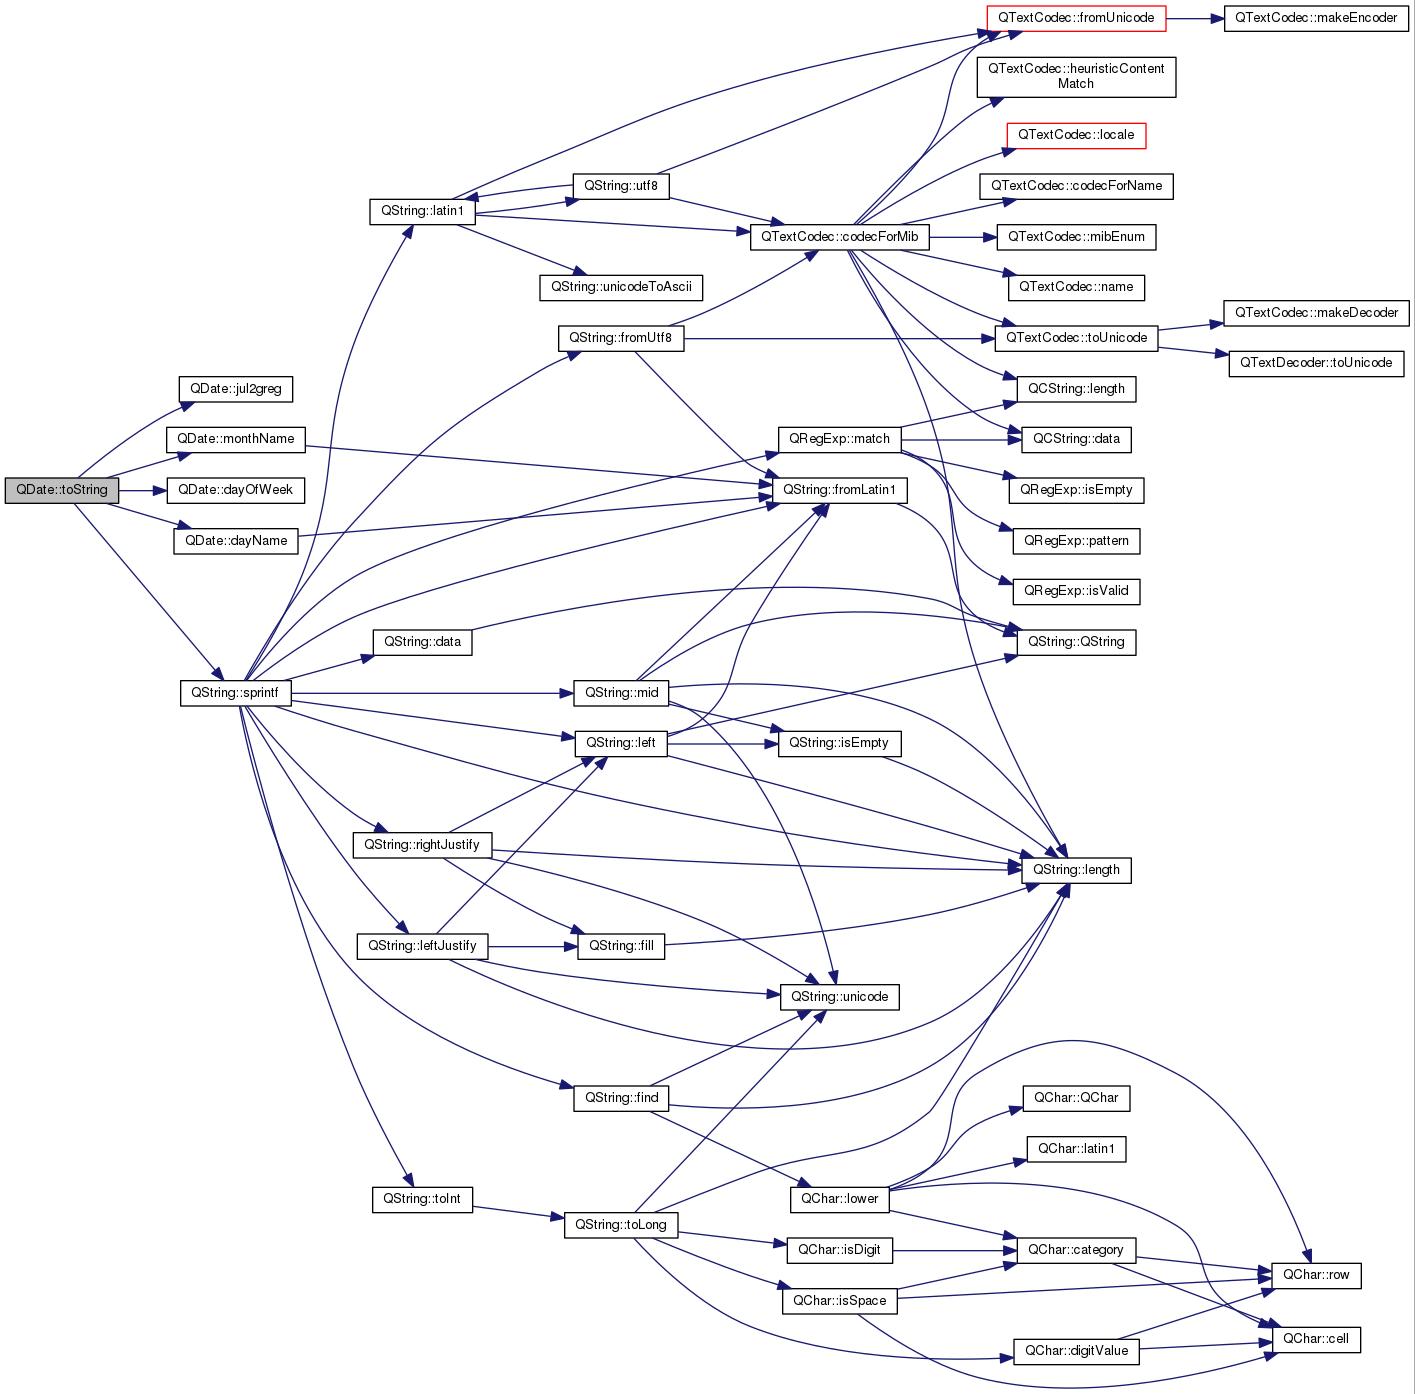 QTextCodec::fromUnicode
QTextCodec::makeEncoder
QTextCodec::heuristicContent
Match
QTextCodec::locale
QString::utf8
QTextCodec::codecForName
QString::latin1
QTextCodec::codecForMib
QTextCodec::mibEnum
QString::unicodeToAscii
QTextCodec::name
QTextCodec::makeDecoder
QString::fromUtf8
QTextCodec::toUnicode
QTextDecoder::toUnicode
QDate::jul2greg
QCString::length
QDate::monthName
QRegExp::match
QCString::data
QDate::toString
QDate::dayOfWeek
QString::fromLatin1
QRegExp::isEmpty
QDate::dayName
QRegExp::pattern
QRegExp::isValid
QString::data
QString::QString
QString::sprintf
QString::mid
QString::left
QString::isEmpty
QString::rightJustify
QString::length
QString::leftJustify
QString::fill
QString::unicode
QString::find
QChar::QChar
QChar::latin1
QString::toInt
QChar::lower
QString::toLong
QChar::isDigit
QChar::category
QChar::row
QChar::isSpace
QChar::cell
QChar::digitValue